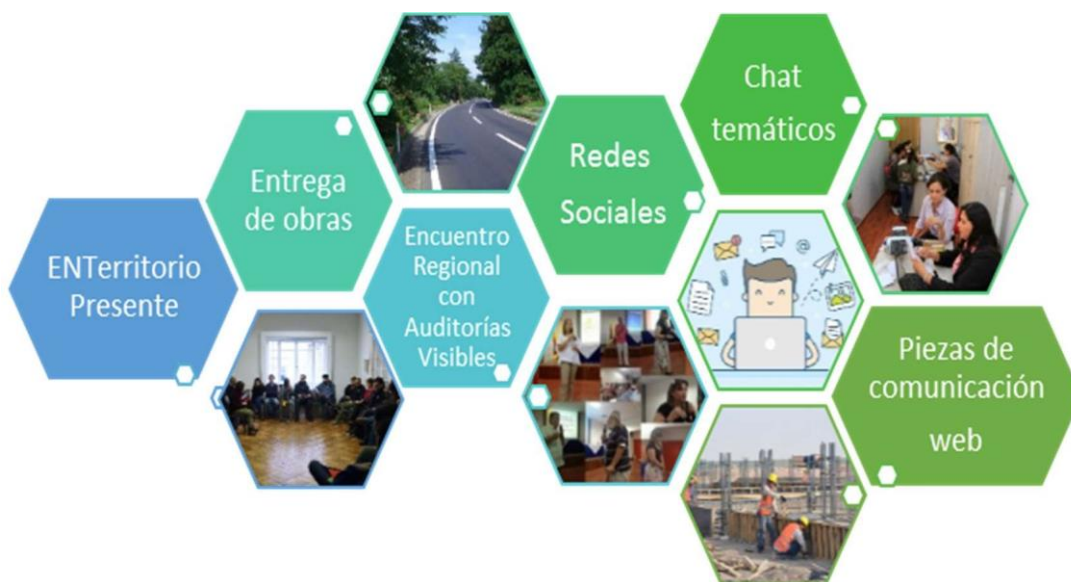 ENTerritorio
Presente
Entrega
de obras
Encuentro
Regional
con
Auditorías
Visibles
Redes
Sociales
Chat
temáticos
Piezas de
comunicación
web